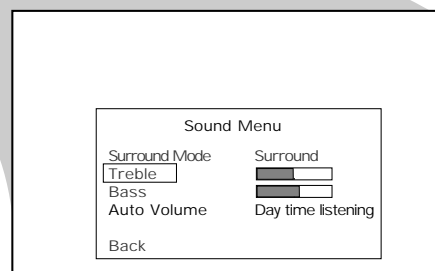 Sound Menu
Surround Mode Surround
Treble
Bass
Auto Volume Day time listening
Back